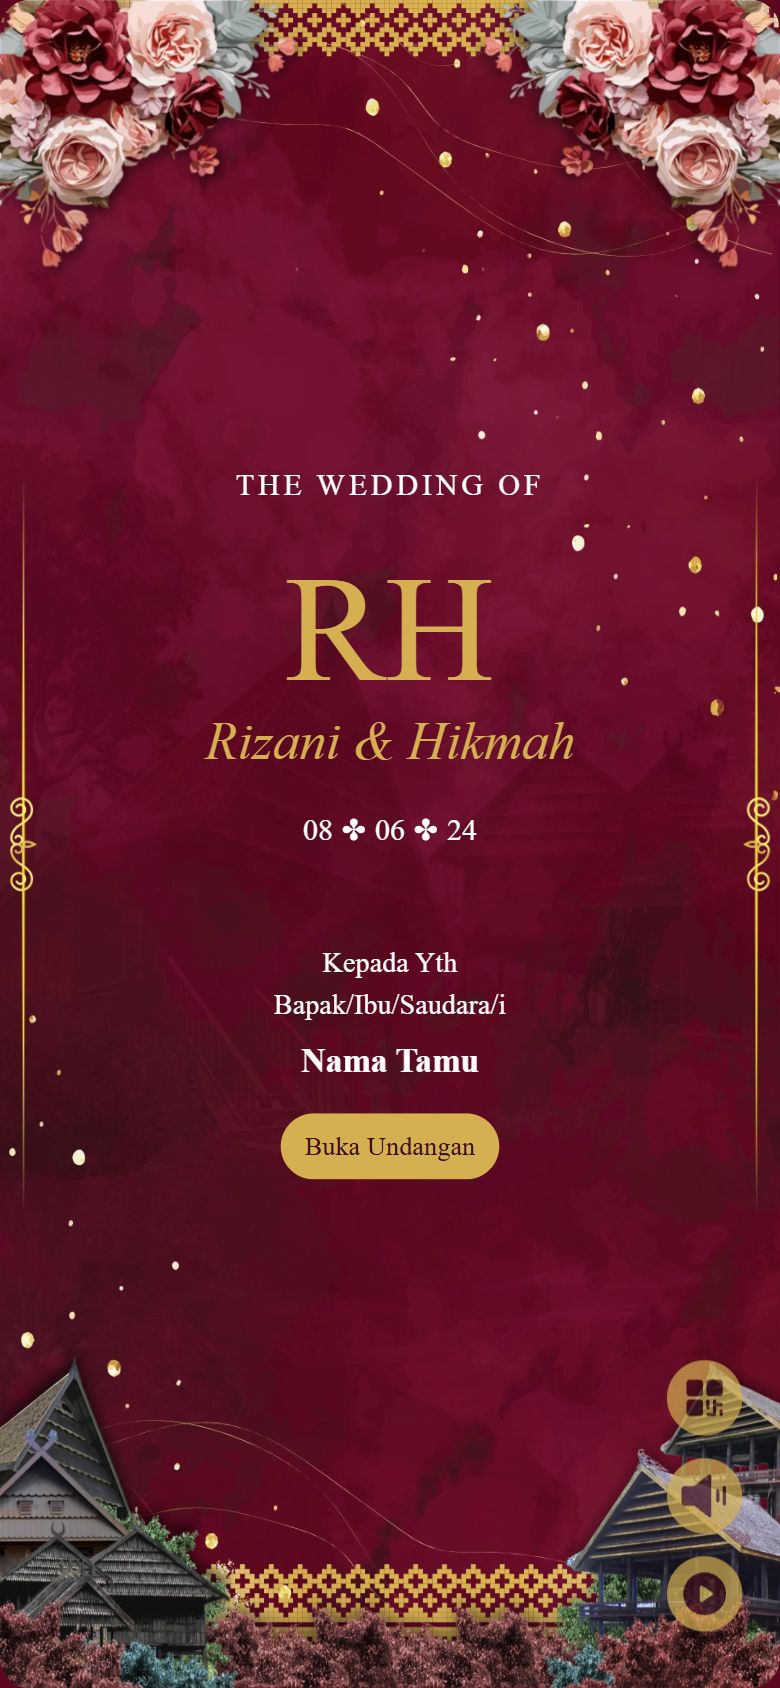 THE WEDDING OF
RH
Rizani & Hikmah
08 ✤ 06 ✤ 24
Kepada Yth
Bapak/Ibu/Saudara/i
Nama Tamu
Buka Undangan